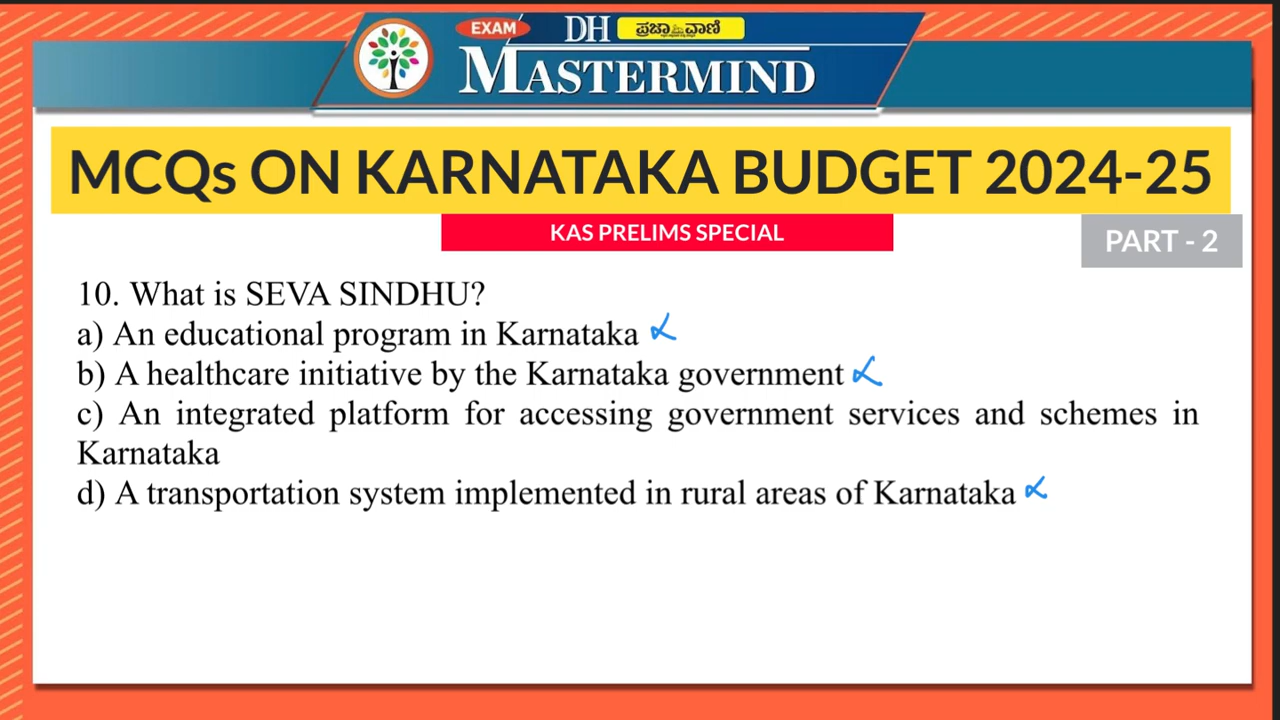 EXAM
DH ಪ್ರಜಾವಾಣಿ
MASTERMIND
MCQs ON KARNATAKA BUDGET 2024-25
KAS PRELIMS SPECIAL
PART - 2
10. What is SEVA SINDHU?
a) An educational program in Karnataka
b) A healthcare initiative by the Karnataka government
c) An integrated platform for accessing government services and schemes in
Karnataka
d) A transportation system implemented in rural areas of Karnataka